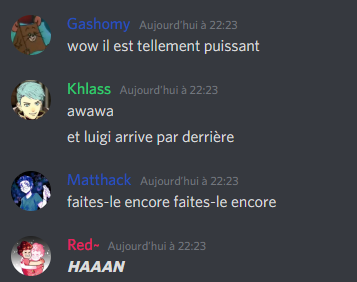 Gashomy Aujourd'hui à 22:23
wow il est tellement puissant
Khlass Aujourd'hui à 22:23
awawa
et luigi arrive par derrière
Matthack Aujourd'hui à 22:23
faites-le encore faites-le encore
Red~ Aujourd'hui à 22:23
HAAAN